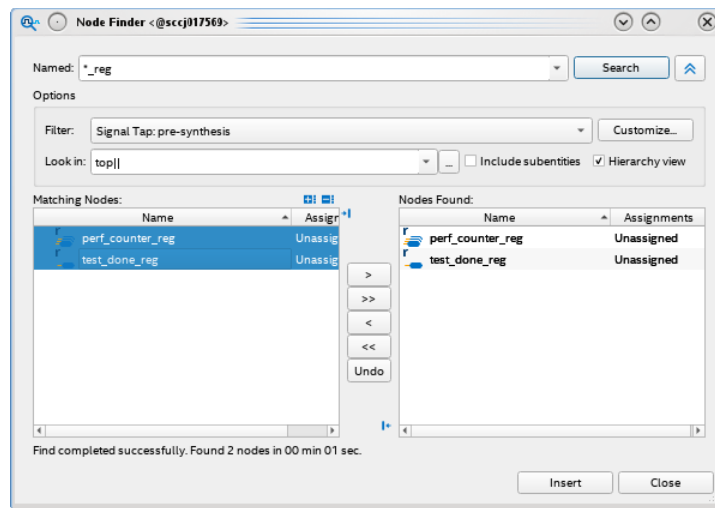 Node Finder <@sccj017569>
Named: *_reg Search
Options
Filter: Signal Tap: pre-synthesis Customize...
Look in: top|| ... Include subentities Hierarchy view
Matching Nodes: Nodes Found:
Name Assigr Name Assignments
perf_counter_reg Unassig perf_counter_reg Unassigned
test_done_reg Unassig test_done_reg Unassigned
>
>>
<
<<
Undo
Find completed successfully. Found 2 nodes in 00 min 01 sec.
Insert Close